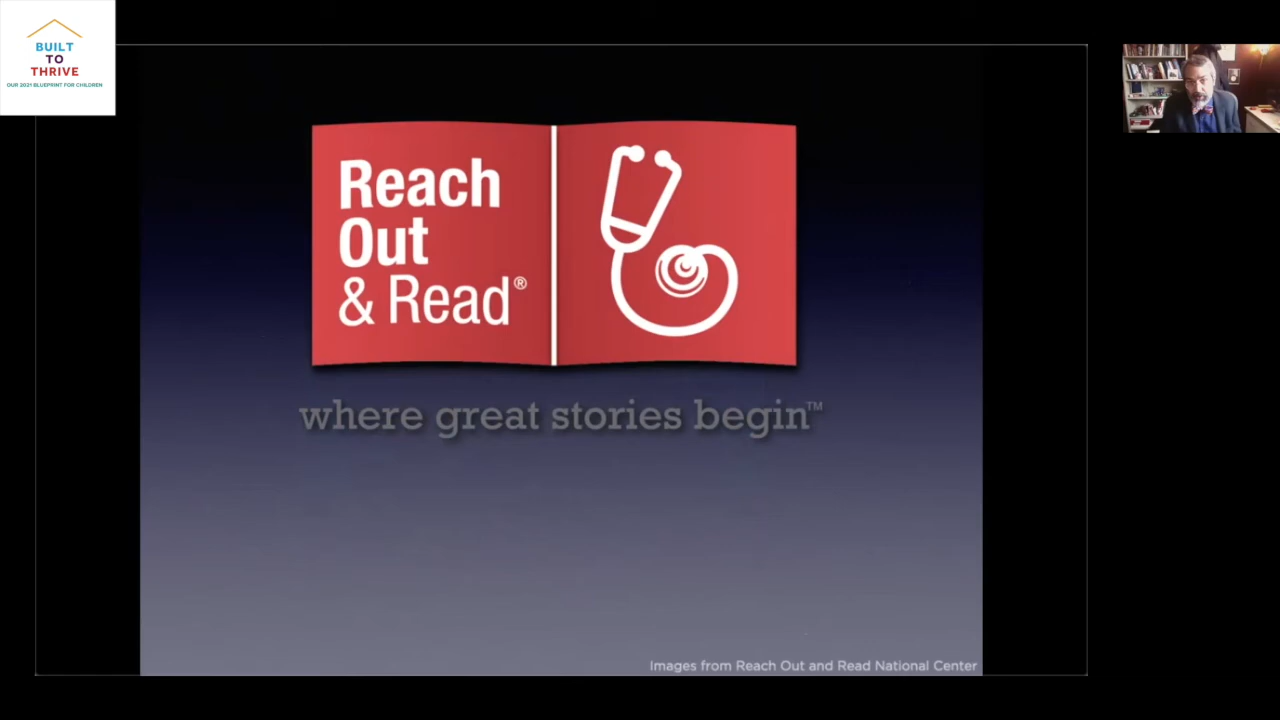 BUILT
TO
THRIVE
OUR 2021 BLUEPRINT FOR CHILDREN
Reach
Out
& Read®
where great stories begin™
Images from Reach Out and Read National Center